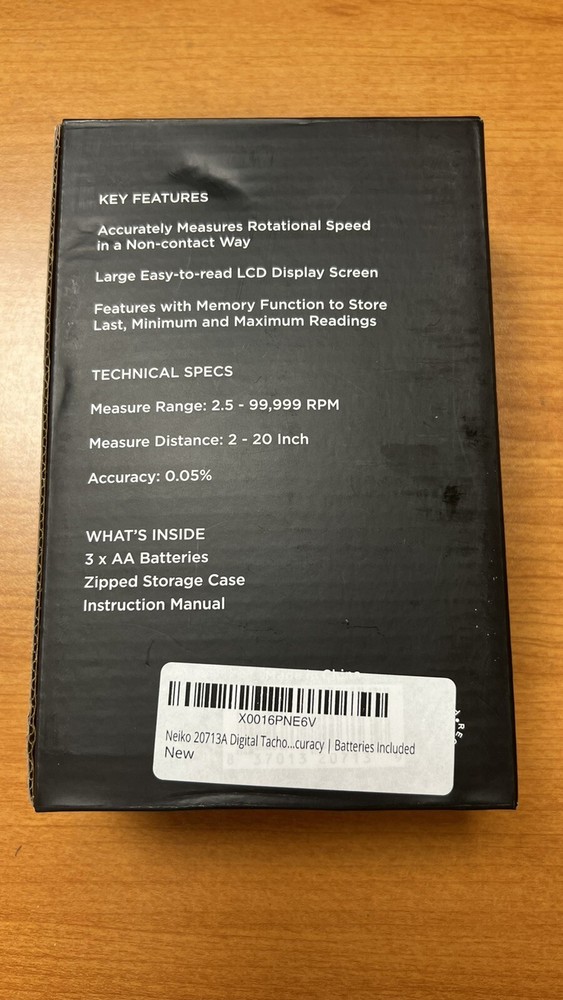 KEY FEATURES
Accurately Measures Rotational Speed
in a Non-contact Way
Large Easy-to-read LCD Display Screen
Features with Memory Function to Store
Last, Minimum and Maximum Readings
TECHNICAL SPECS
Measure Range: 2.5 - 99,999 RPM
Measure Distance: 2 - 20 Inch
Accuracy: 0.05%
WHAT'S INSIDE
3 x AA Batteries
Zipped Storage Case
Instruction Manual
X0016PNE6V
Neiko 20713A Digital Tacho...curacy | Batteries Included
New